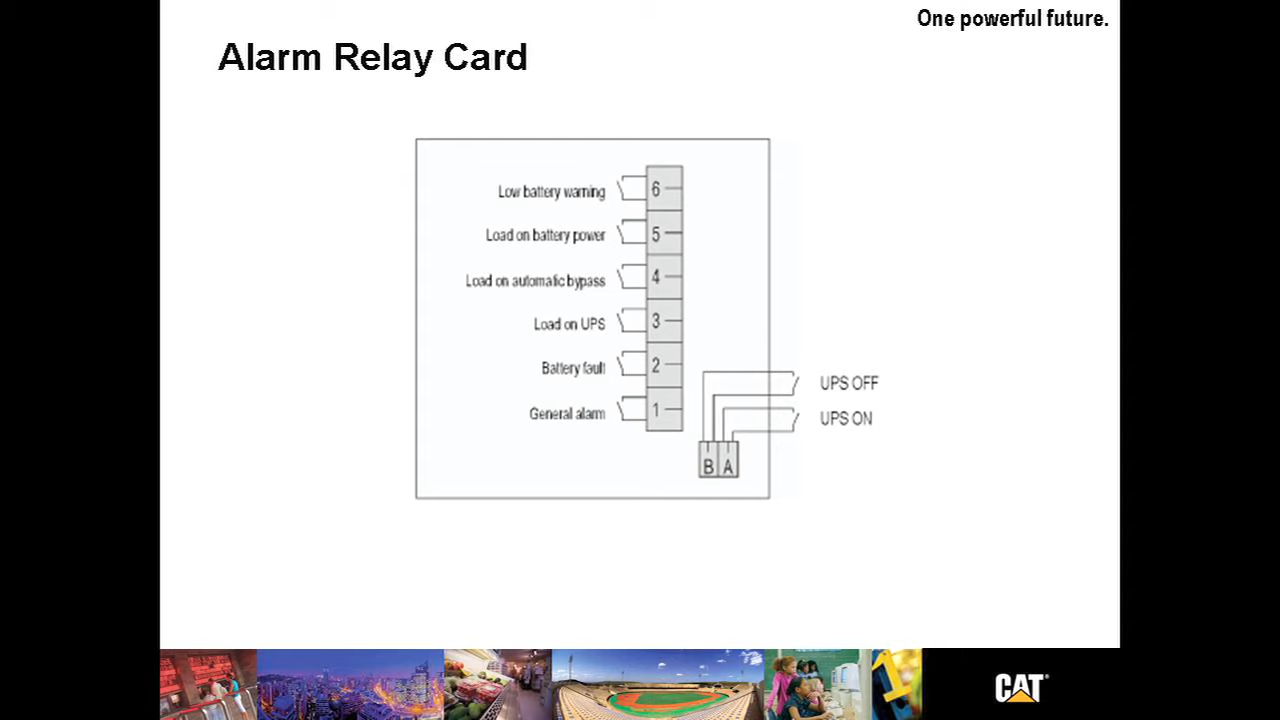 One powerful future.
Alarm Relay Card
Low battery warning
6
Load on battery power
5
Load on automatic bypass
4
Load on UPS
3
Battery fault
2
General alarm
1
UPS OFF
UPS ON
B A
1
CAT